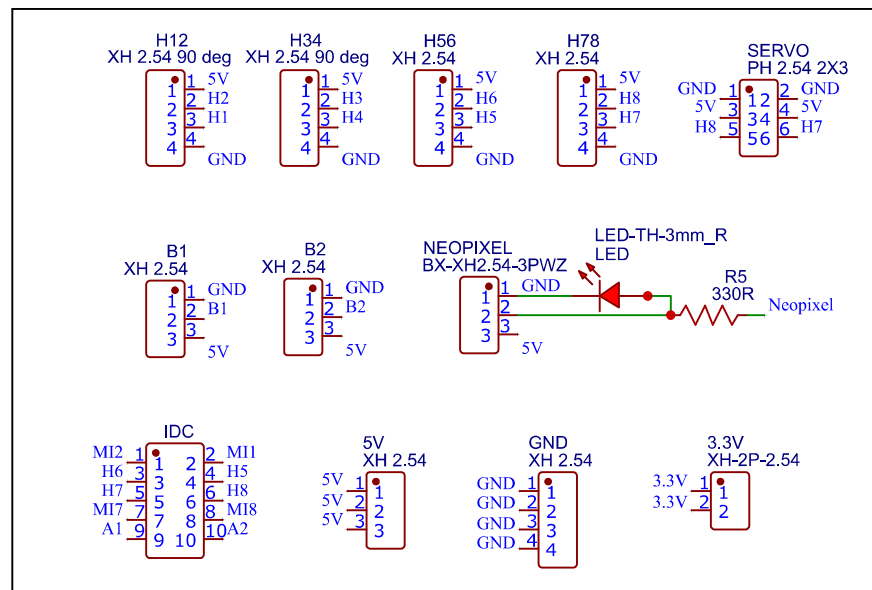 H12
XH 2.54 90 deg
1 1 5V
2 2 H2
3 3 H1
4 4 GND
H34
XH 2.54 90 deg
1 1 5V
2 2 H3
3 3 H4
4 4 GND
H56
XH 2.54
1 1 5V
2 2 H6
3 3 H5
4 4 GND
H78
XH 2.54
1 1 5V
2 2 H8
3 3 H7
4 4 GND
SERVO
PH 2.54 2X3
GND 1 1 2 2 GND
5V 3 3 4 4 5V
H8 5 5 6 6 H7
B1
XH 2.54
1 1 GND
2 2 B1
3 3 5V
B2
XH 2.54
1 1 GND
2 2 B2
3 3 5V
NEOPIXEL
BX-XH2.54-3PWZ
1 1 GND
2 2
3 3 5V
LED-TH-3mm_R
LED
R5
330R
Neopixel
IDC
MI2 1 1 2 2 MI1
H6 3 3 4 4 H5
H7 5 5 6 6 H8
MI7 7 7 8 8 MI8
A1 9 9 10 10 A2
5V
XH 2.54
5V 1 1
5V 2 2
5V 3 3
GND
XH 2.54
GND 1 1
GND 2 2
GND 3 3
GND 4 4
3.3V
XH-2P-2.54
3.3V 1 1
3.3V 2 2